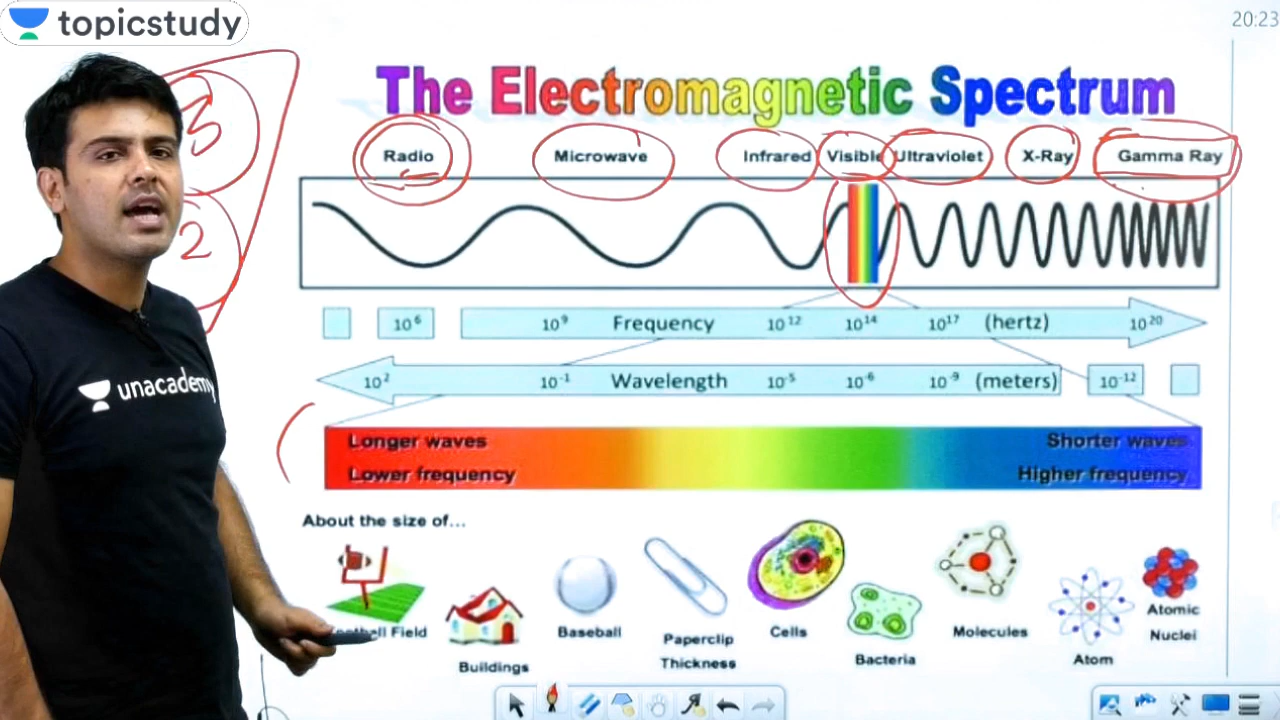 topicstudy
20:23
The Electromagnetic Spectrum
3
2
Radio Microwave Infrared Visible Ultraviolet X-Ray Gamma Ray
10⁶ 10⁹ Frequency 10¹² 10¹⁴ 10¹⁷ (hertz) 10²⁰
10² 10⁻¹ Wavelength 10⁻⁵ 10⁻⁶ 10⁻⁹ (meters) 10⁻¹²
unacademy
Longer waves Shorter waves
Lower frequency Higher frequency
About the size of...
Field
Buildings
Baseball
Paperclip
Thickness
Cells
Bacteria
Molecules
Atom
Atomic
Nuclei